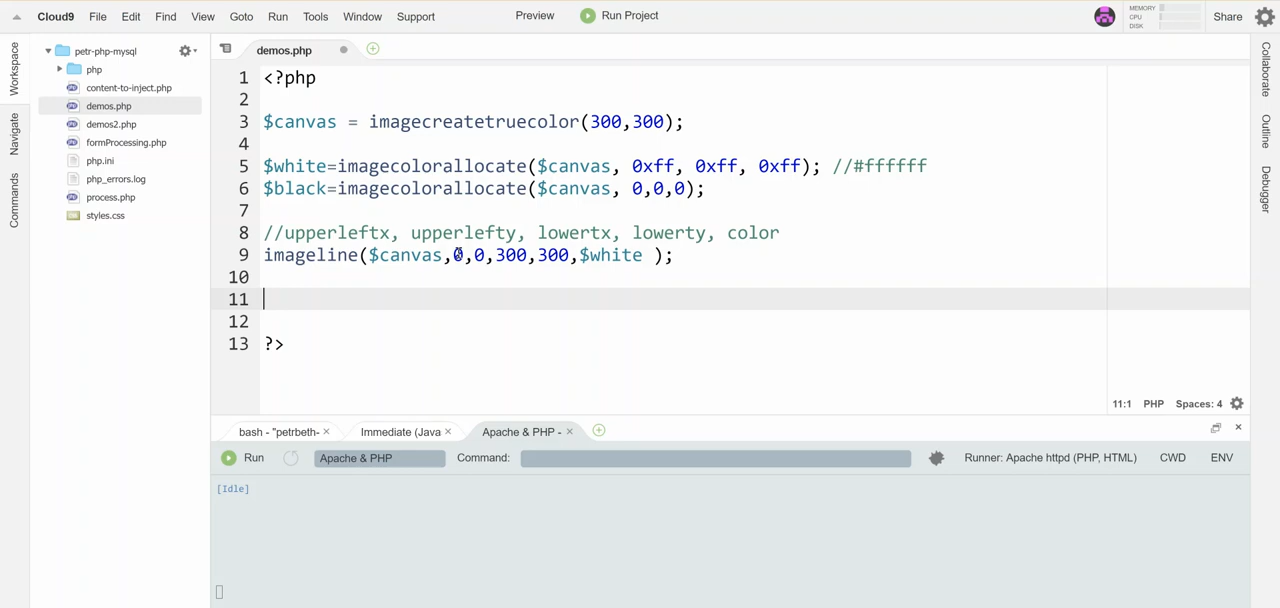 Cloud9 File Edit Find View Goto Run Tools Window Support Preview Run Project MEMORY CPU DISK Share
Workspace
Navigate
Commands
petr-php-mysql
php
content-to-inject.php
demos.php
demos2.php
formProcessing.php
php.ini
php_errors.log
process.php
styles.css
demos.php
1 <?php
2
3 $canvas = imagecreatetruecolor(300,300);
4
5 $white=imagecolorallocate($canvas, 0xff, 0xff, 0xff); //#ffffff
6 $black=imagecolorallocate($canvas, 0,0,0);
7
8 //upperleftx, upperlefty, lowertx, lowerty, color
9 imageline($canvas,0,0,300,300,$white );
10
11
12
13 ?>
11:1 PHP Spaces: 4
Collaborate
Outline
Debugger
bash - "petrbeth- Immediate (Java Apache & PHP -
Run Apache & PHP Command: Runner: Apache httpd (PHP, HTML) CWD ENV
[Idle]